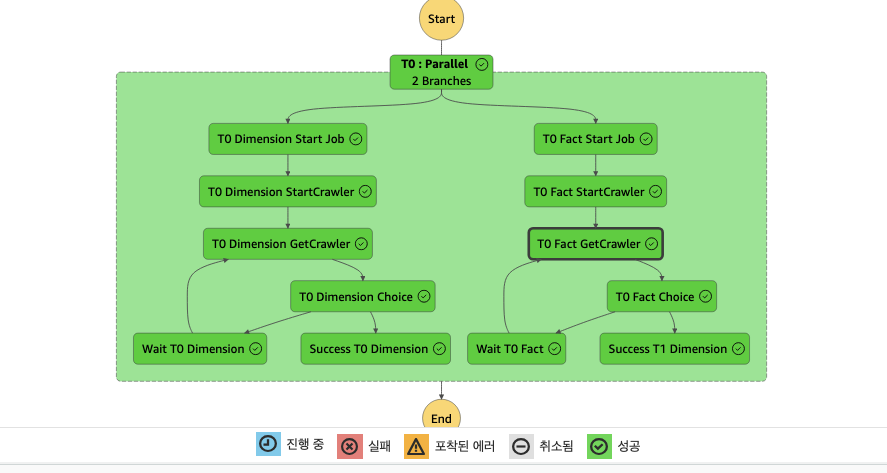 Start
T0 : Parallel
2 Branches
T0 Dimension Start Job
T0 Fact Start Job
T0 Dimension StartCrawler
T0 Fact StartCrawler
T0 Dimension GetCrawler
T0 Fact GetCrawler
T0 Dimension Choice
T0 Fact Choice
Wait T0 Dimension
Success T0 Dimension
Wait T0 Fact
Success T1 Dimension
End
진행 중
실패
포착된 에러
취소됨
성공